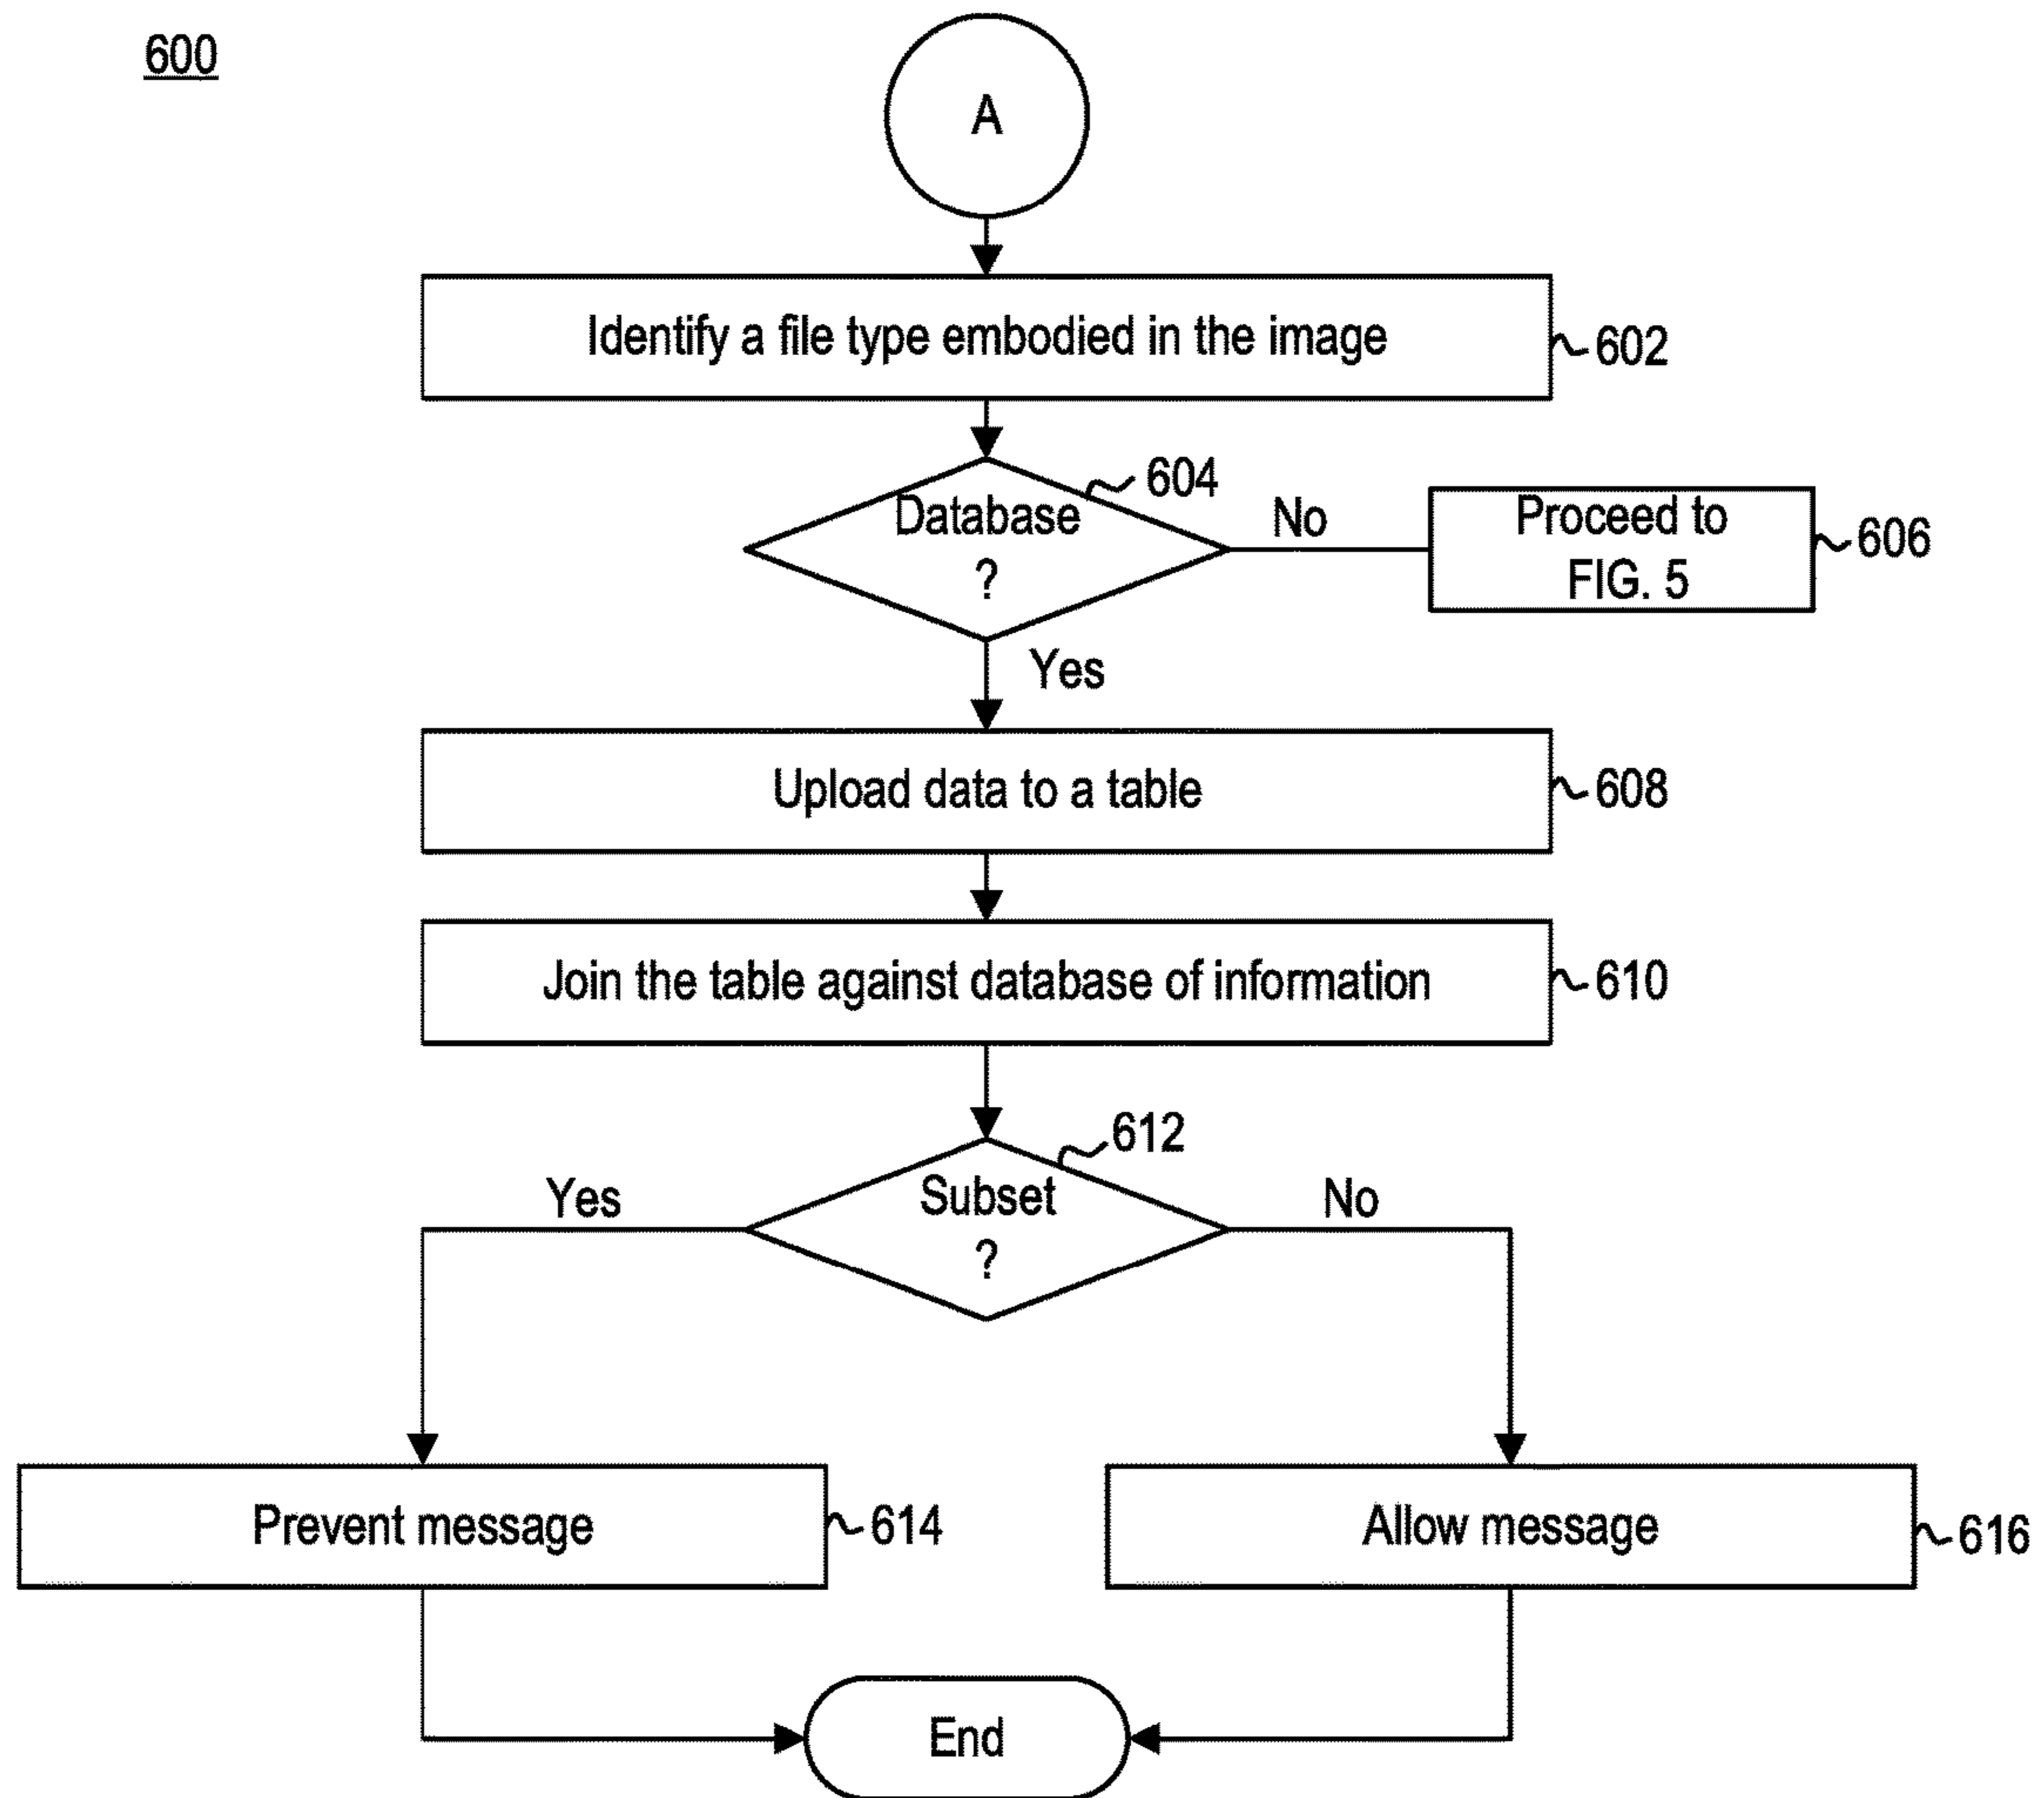 600
A
Identify a file type embodied in the image
602
604
Database
?
No
Proceed to
FIG. 5
606
Yes
Upload data to a table
608
Join the table against database of information
610
612
Subset
?
Yes
No
Prevent message
614
Allow message
616
End